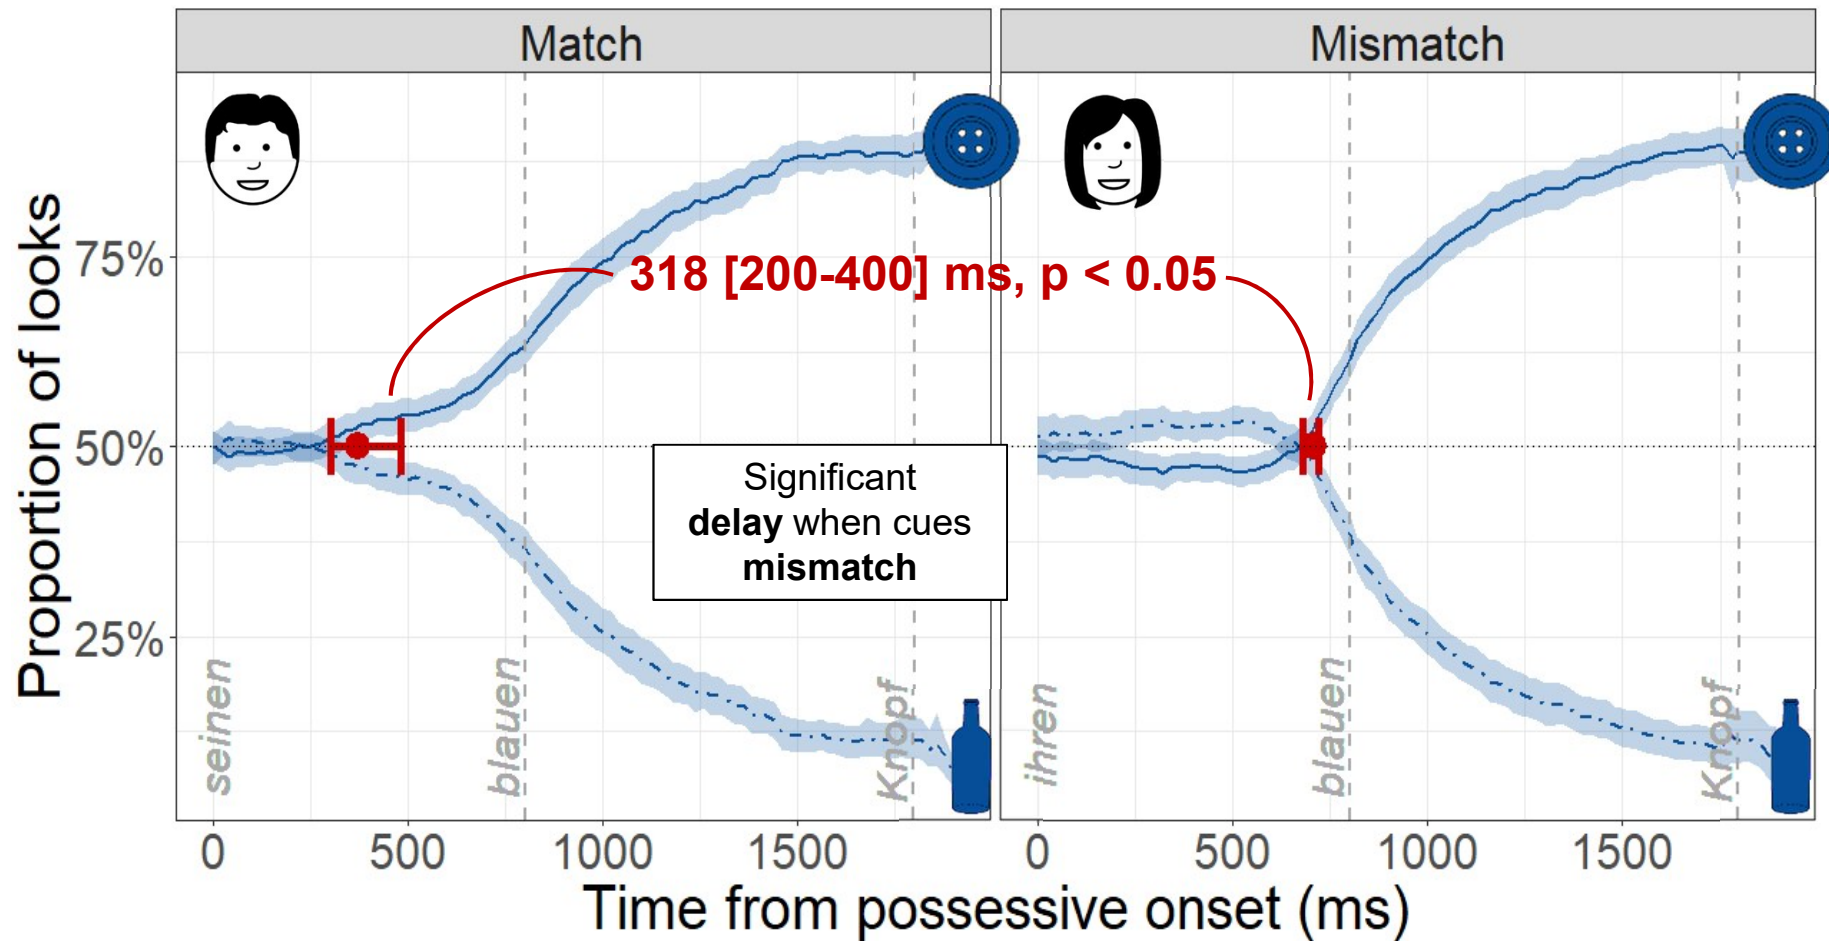 Match
Mismatch
Proportion of looks
75%
50%
25%
318 [200-400] ms, p < 0.05
Significant
delay when cues
mismatch
seinen
blauen
Knopf
ihren
blauen
Knopf
0
500
1000
1500
0
500
1000
1500
Time from possessive onset (ms)